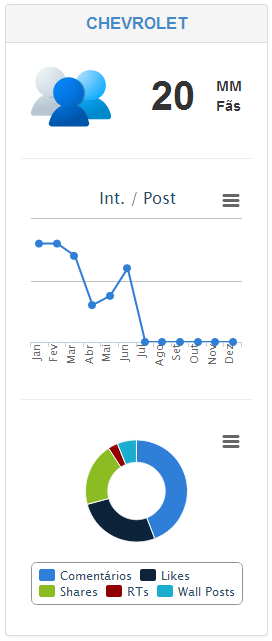 CHEVROLET
20 MM
Fãs
Int. / Post
Jan Fev Mar Abr Mai Jun Jul Ago Set Out Nov Dez
Comentários Likes
Shares RTs Wall Posts